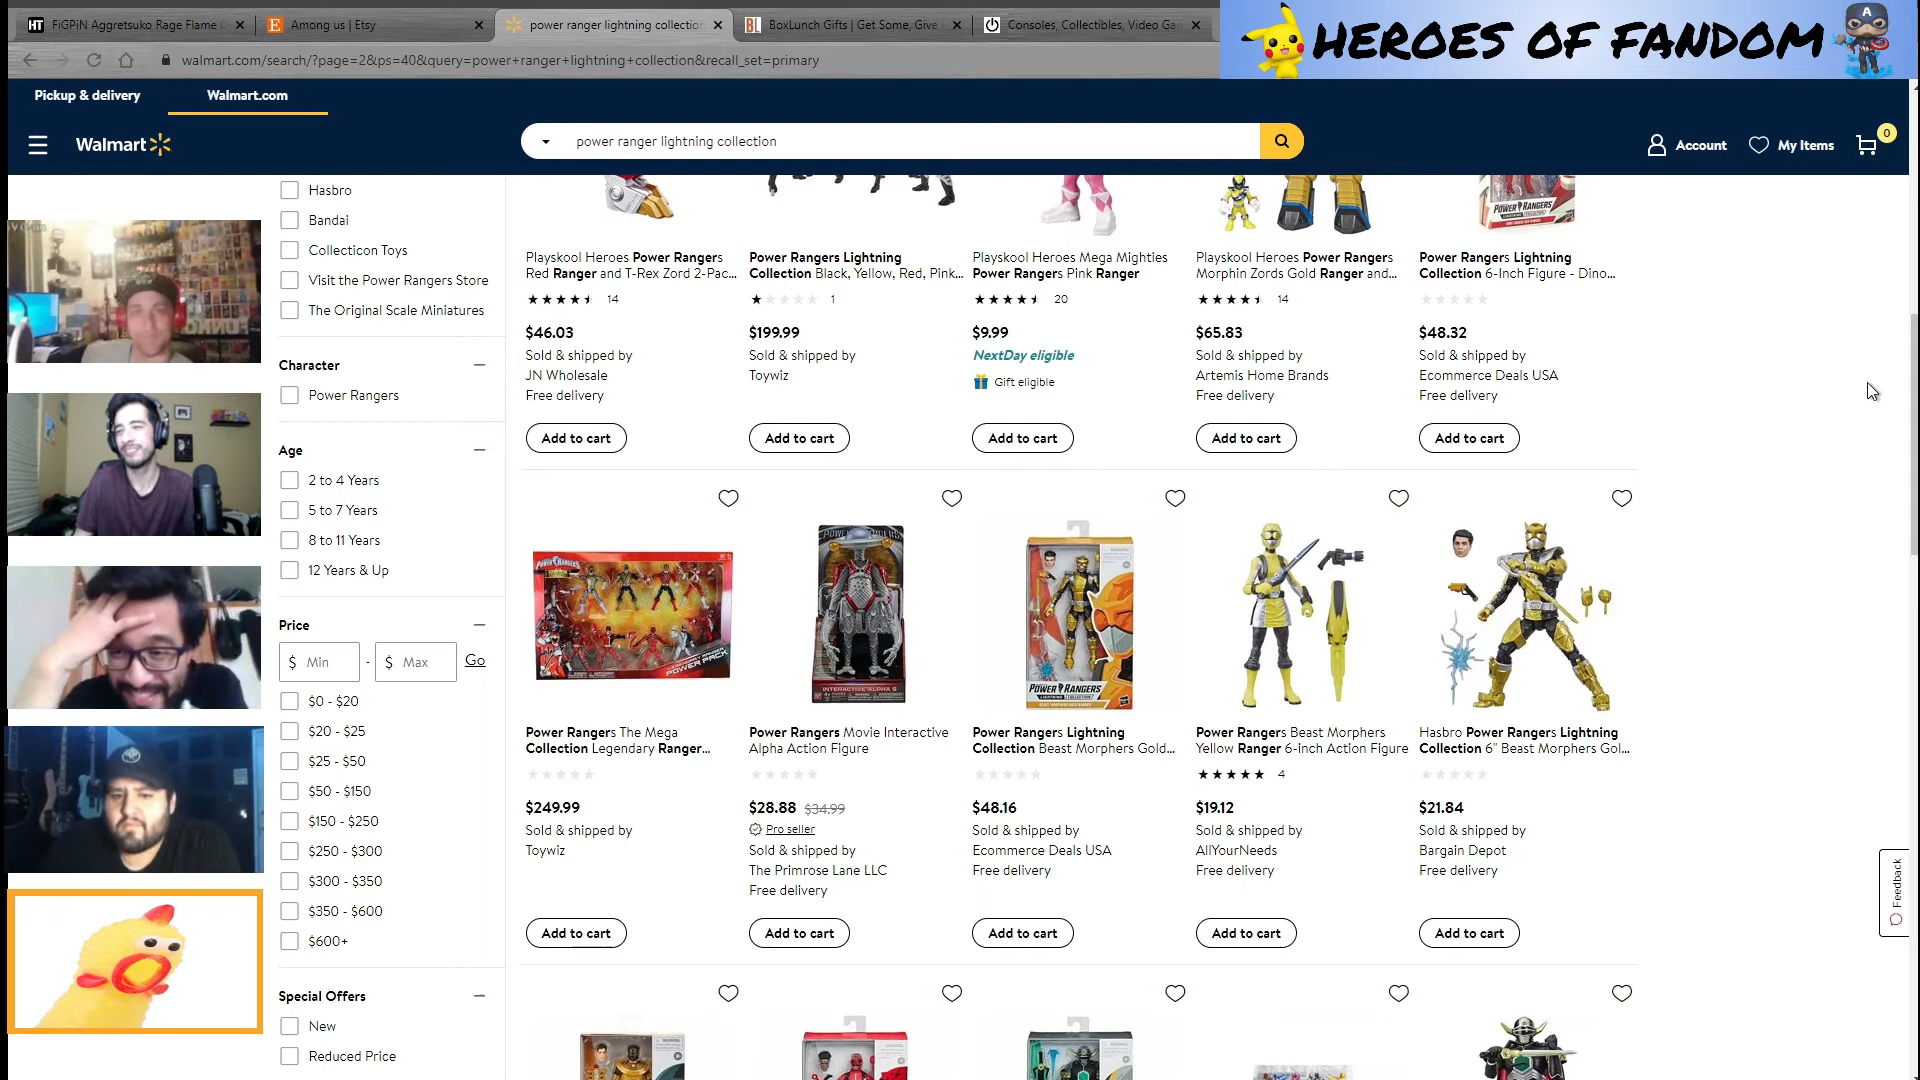 FiGPiN Aggretsuko Rage Flame
Among us | Etsy
power ranger lightning collection
BoxLunch Gifts | Get Some, Give
Consoles, Collectibles, Video Ga
HEROES OF FANDOM
walmart.com/search/?page=2&ps=40&query=power+ranger+lightning+collection&recall_set=primary
Pickup & delivery
Walmart.com
Walmart
power ranger lightning collection
Account
My Items
0
Hasbro
Bandai
Collecticon Toys
Visit the Power Rangers Store
The Original Scale Miniatures
Character
Power Rangers
Age
2 to 4 Years
5 to 7 Years
8 to 11 Years
12 Years & Up
Price
$ Min - $ Max Go
$0 - $20
$20 - $25
$25 - $50
$50 - $150
$150 - $250
$250 - $300
$300 - $350
$350 - $600
$600+
Special Offers
New
Reduced Price
Playskool Heroes Power Rangers
Red Ranger and T-Rex Zord 2-Pac...
14
$46.03
Sold & shipped by
JN Wholesale
Free delivery
Add to cart
Power Rangers Lightning
Collection Black, Yellow, Red, Pink...
1
$199.99
Sold & shipped by
Toywiz
Add to cart
Playskool Heroes Mega Mighties
Power Rangers Pink Ranger
20
$9.99
NextDay eligible
Gift eligible
Add to cart
Playskool Heroes Power Rangers
Morphin Zords Gold Ranger and...
14
$65.83
Sold & shipped by
Artemis Home Brands
Free delivery
Add to cart
POWER RANGERS
Power Rangers Lightning
Collection 6-Inch Figure - Dino...
$48.32
Sold & shipped by
Ecommerce Deals USA
Free delivery
Add to cart
POWER RANGERS
POWER PACK
Power Rangers The Mega
Collection Legendary Ranger...
$249.99
Sold & shipped by
Toywiz
Add to cart
POWER RANGERS
INTERACTIVE ALPHA 5
Power Rangers Movie Interactive
Alpha Action Figure
$28.88 $34.99
Pro seller
Sold & shipped by
The Primrose Lane LLC
Free delivery
Add to cart
POWER RANGERS
Power Rangers Lightning
Collection Beast Morphers Gold...
$48.16
Sold & shipped by
Ecommerce Deals USA
Free delivery
Add to cart
Power Rangers Beast Morphers
Yellow Ranger 6-inch Action Figure
4
$19.12
Sold & shipped by
AllYourNeeds
Free delivery
Add to cart
Hasbro Power Rangers Lightning
Collection 6" Beast Morphers Gol...
$21.84
Sold & shipped by
Bargain Depot
Free delivery
Add to cart
Feedback